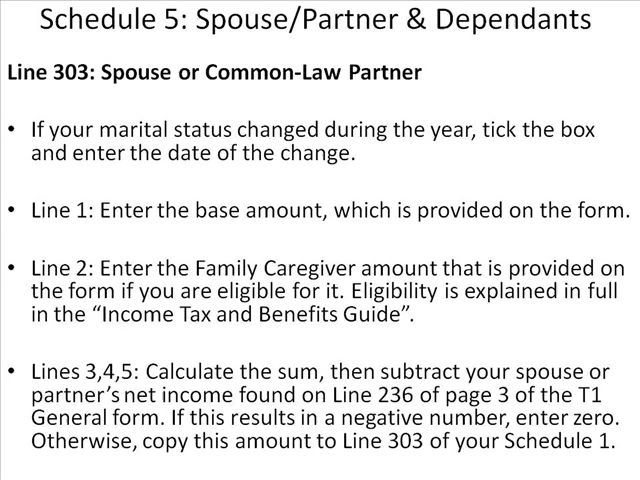 Schedule 5: Spouse/Partner & Dependants
Line 303: Spouse or Common-Law Partner
• If your marital status changed during the year, tick the box
and enter the date of the change.
• Line 1: Enter the base amount, which is provided on the form.
• Line 2: Enter the Family Caregiver amount that is provided on
the form if you are eligible for it. Eligibility is explained in full
in the “Income Tax and Benefits Guide”.
• Lines 3,4,5: Calculate the sum, then subtract your spouse or
partner’s net income found on Line 236 of page 3 of the T1
General form. If this results in a negative number, enter zero.
Otherwise, copy this amount to Line 303 of your Schedule 1.